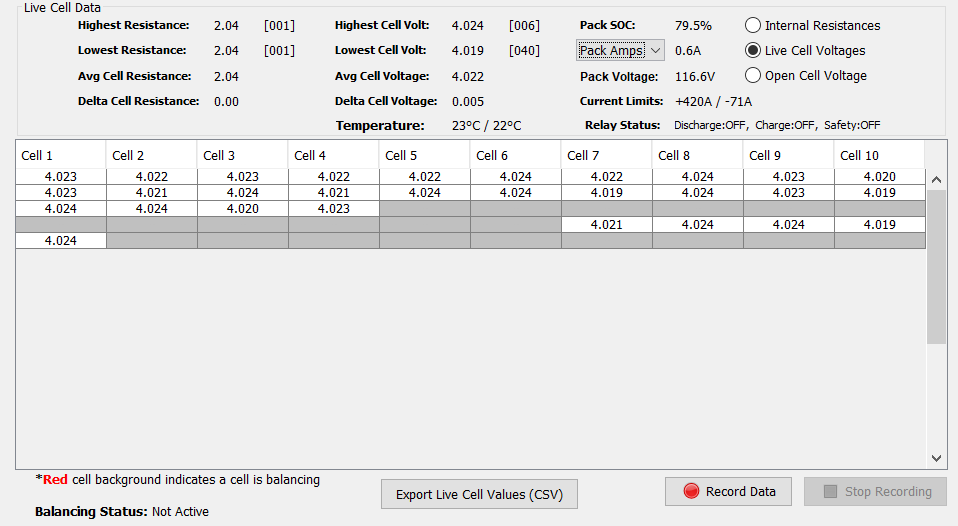 Live Cell Data
Highest Resistance: 2.04 [001] Highest Cell Volt: 4.024 [006] Pack SOC: 79.5% Internal Resistances
Lowest Resistance: 2.04 [001] Lowest Cell Volt: 4.019 [040] Pack Amps 0.6A Live Cell Voltages
Avg Cell Resistance: 2.04 Avg Cell Voltage: 4.022 Pack Voltage: 116.6V Open Cell Voltage
Delta Cell Resistance: 0.00 Delta Cell Voltage: 0.005 Current Limits: +420A / -71A
Temperature: 23ºC / 22ºC Relay Status: Discharge:OFF, Charge:OFF, Safety:OFF
Cell 1 Cell 2 Cell 3 Cell 4 Cell 5 Cell 6 Cell 7 Cell 8 Cell 9 Cell 10
4.023 4.022 4.023 4.022 4.022 4.024 4.022 4.024 4.023 4.020
4.023 4.021 4.024 4.021 4.024 4.024 4.019 4.024 4.023 4.019
4.024 4.024 4.020 4.023
4.021 4.024 4.024 4.019
4.024
*Red cell background indicates a cell is balancing
Export Live Cell Values (CSV) Record Data Stop Recording
Balancing Status: Not Active